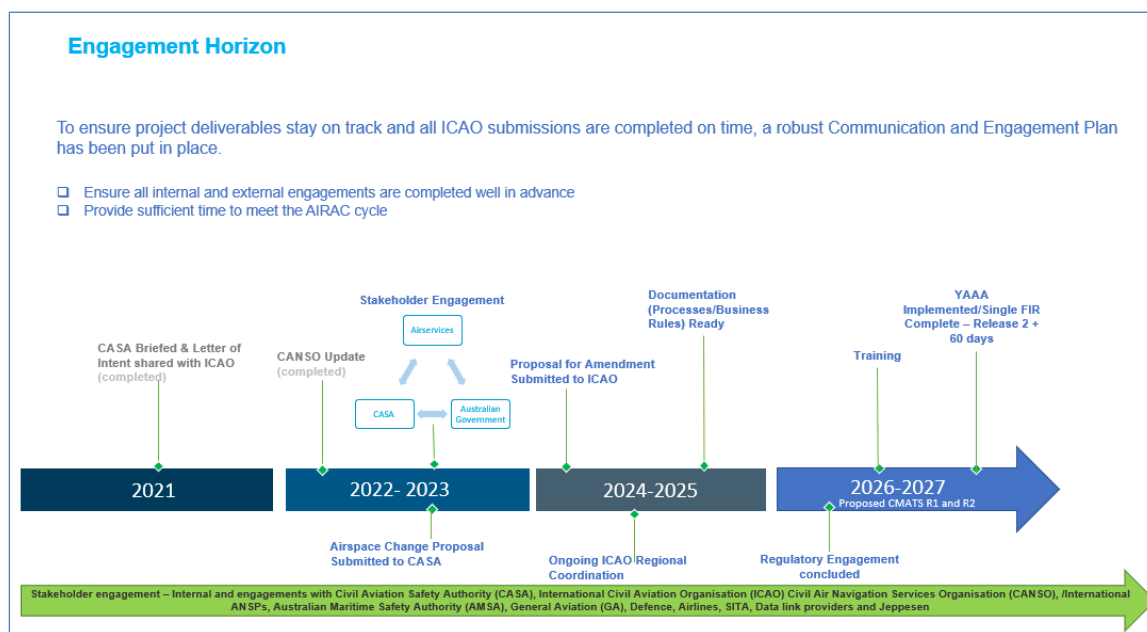 Engagement Horizon
To ensure project deliverables stay on track and all ICAO submissions are completed on time, a robust Communication and Engagement Plan
has been put in place.
Ensure all internal and external engagements are completed well in advance
Provide sufficient time to meet the AIRAC cycle
CASA Briefed & Letter of
Intent shared with ICAO
(completed)
CANSO Update
(completed)
Stakeholder Engagement
Airservices
CASA
Australian
Government
Proposal for Amendment
Submitted to ICAO
Documentation
(Processes/Business
Rules) Ready
Training
YAAA
Implemented/Single FIR
Complete – Release 2 +
60 days
2021
2022- 2023
2024-2025
2026-2027
Proposed CMATS R1 and R2
Airspace Change Proposal
Submitted to CASA
Ongoing ICAO Regional
Coordination
Regulatory Engagement
concluded
Stakeholder engagement – Internal and engagements with Civil Aviation Safety Authority (CASA), International Civil Aviation Organisation (ICAO) Civil Air Navigation Services Organisation (CANSO), /International
ANSPs, Australian Maritime Safety Authority (AMSA), General Aviation (GA), Defence, Airlines, SITA, Data link providers and Jeppesen